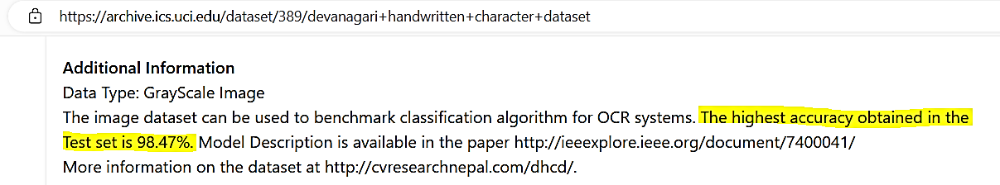 https://archive.ics.uci.edu/dataset/389/devanagari+handwritten+character+dataset
Additional Information
Data Type: GrayScale Image
The image dataset can be used to benchmark classification algorithm for OCR systems. The highest accuracy obtained in the
Test set is 98.47%. Model Description is available in the paper http://ieeexplore.ieee.org/document/7400041/
More information on the dataset at http://cvresearchnepal.com/dhcd/.